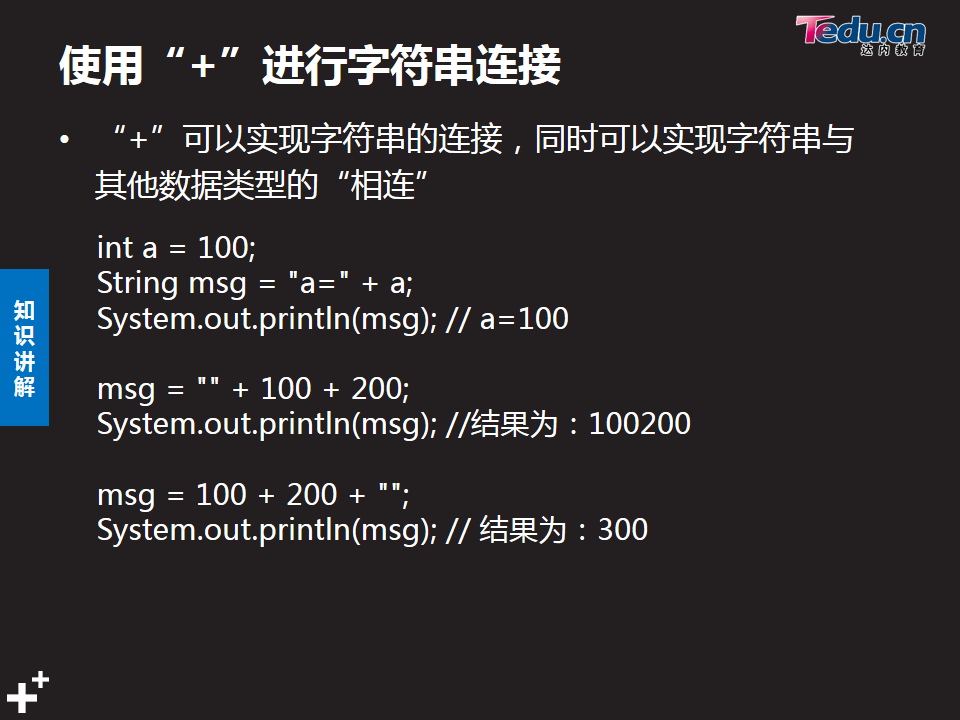 Tedu.cn
达内教育
使用“+”进行字符串连接
• “+”可以实现字符串的连接，同时可以实现字符串与
其他数据类型的“相连”
int a = 100;
String msg = "a=" + a;
System.out.println(msg); // a=100
msg = "" + 100 + 200;
System.out.println(msg); //结果为：100200
msg = 100 + 200 + "";
System.out.println(msg); // 结果为：300
知识讲解